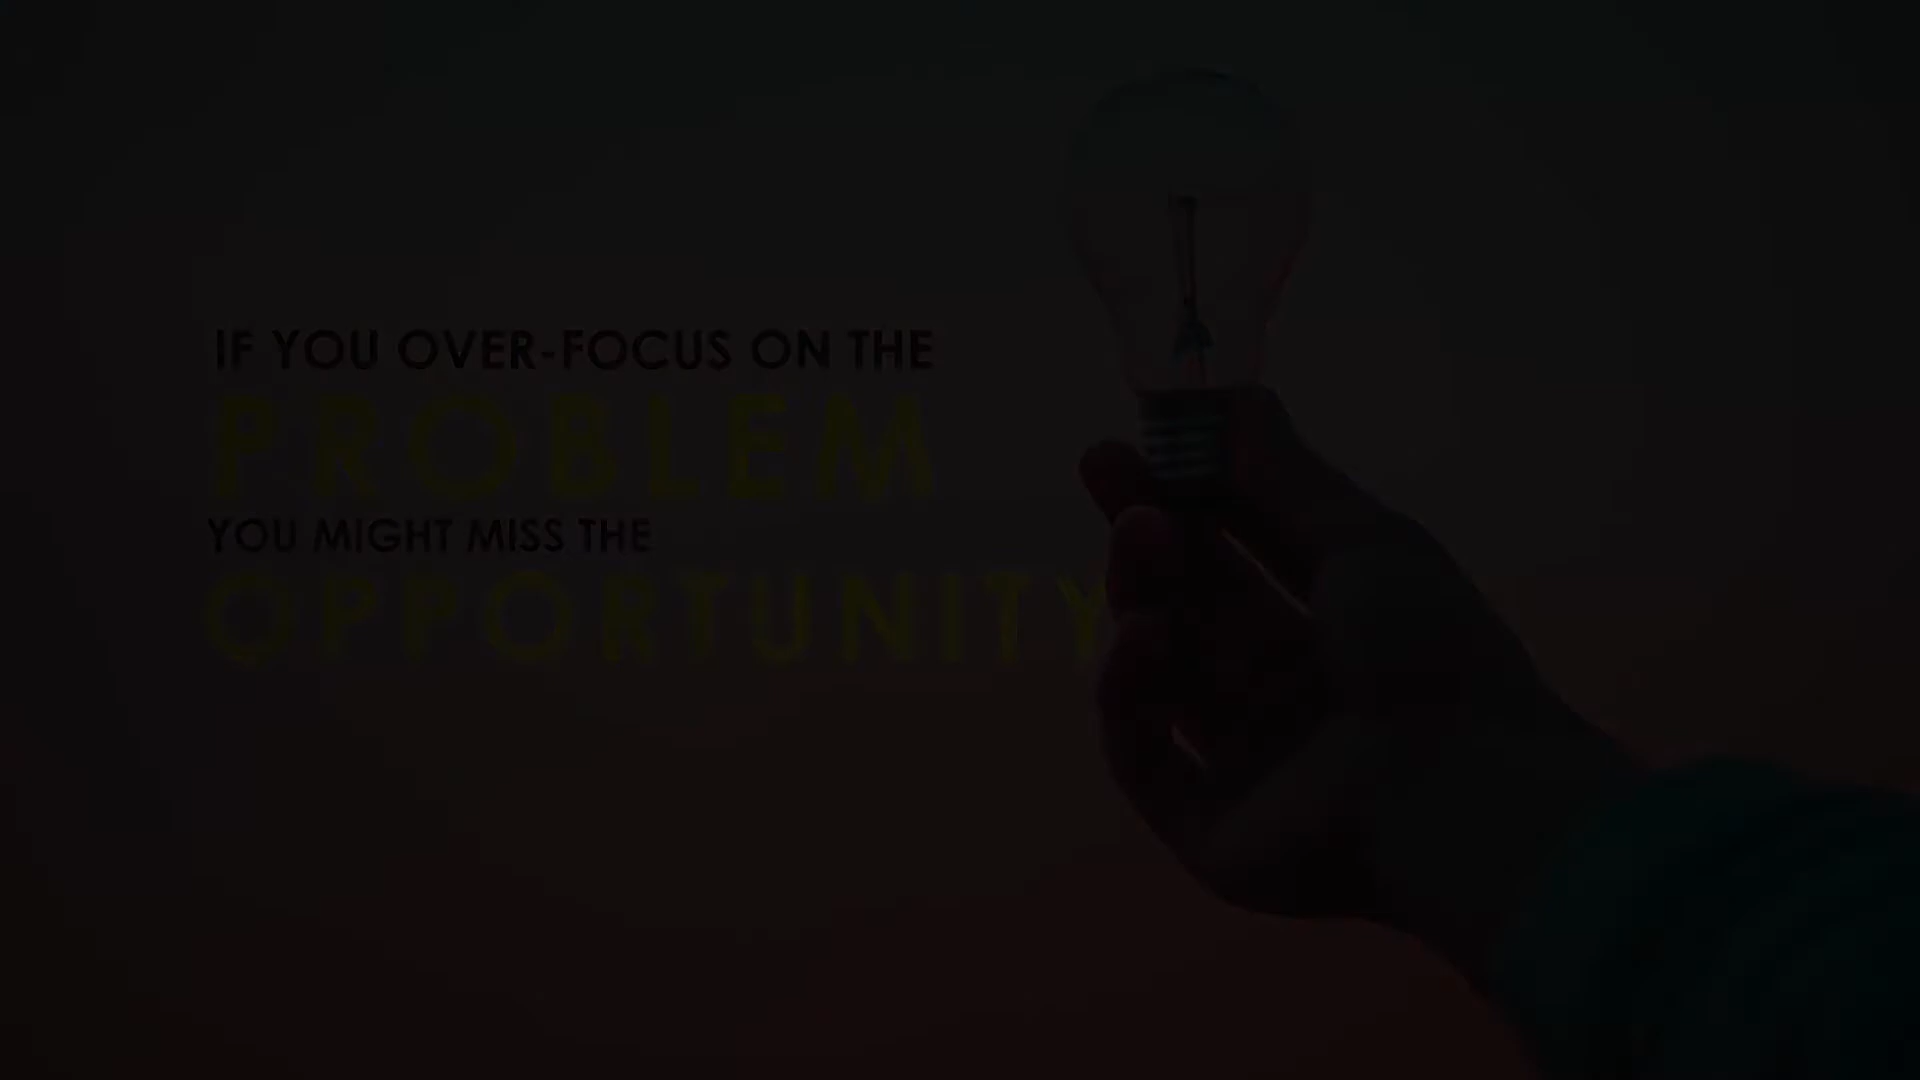 IF YOU OVER-FOCUS ON THE
PROBLEM
YOU MIGHT MISS THE
OPPORTUNITY